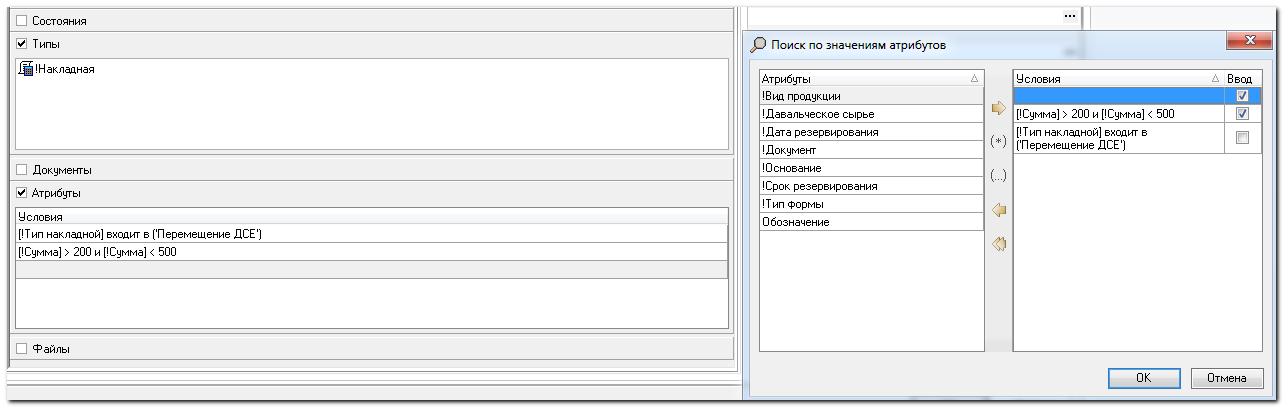 Состояния
Типы
!Накладная
Документы
Атрибуты
Условия
[!Тип накладной] входит в ('Перемещение ДСЕ')
[!Сумма] > 200 и [!Сумма] < 500
Файлы
...
Поиск по значениям атрибутов
Атрибуты
!Вид продукции
!Давальческое сырье
!Дата резервирования
!Документ
!Основание
!Срок резервирования
!Тип формы
Обозначение
(*)
(...)
Условия Ввод
[!Сумма] > 200 и [!Сумма] < 500
[!Тип накладной] входит в
('Перемещение ДСЕ')
OK Отмена